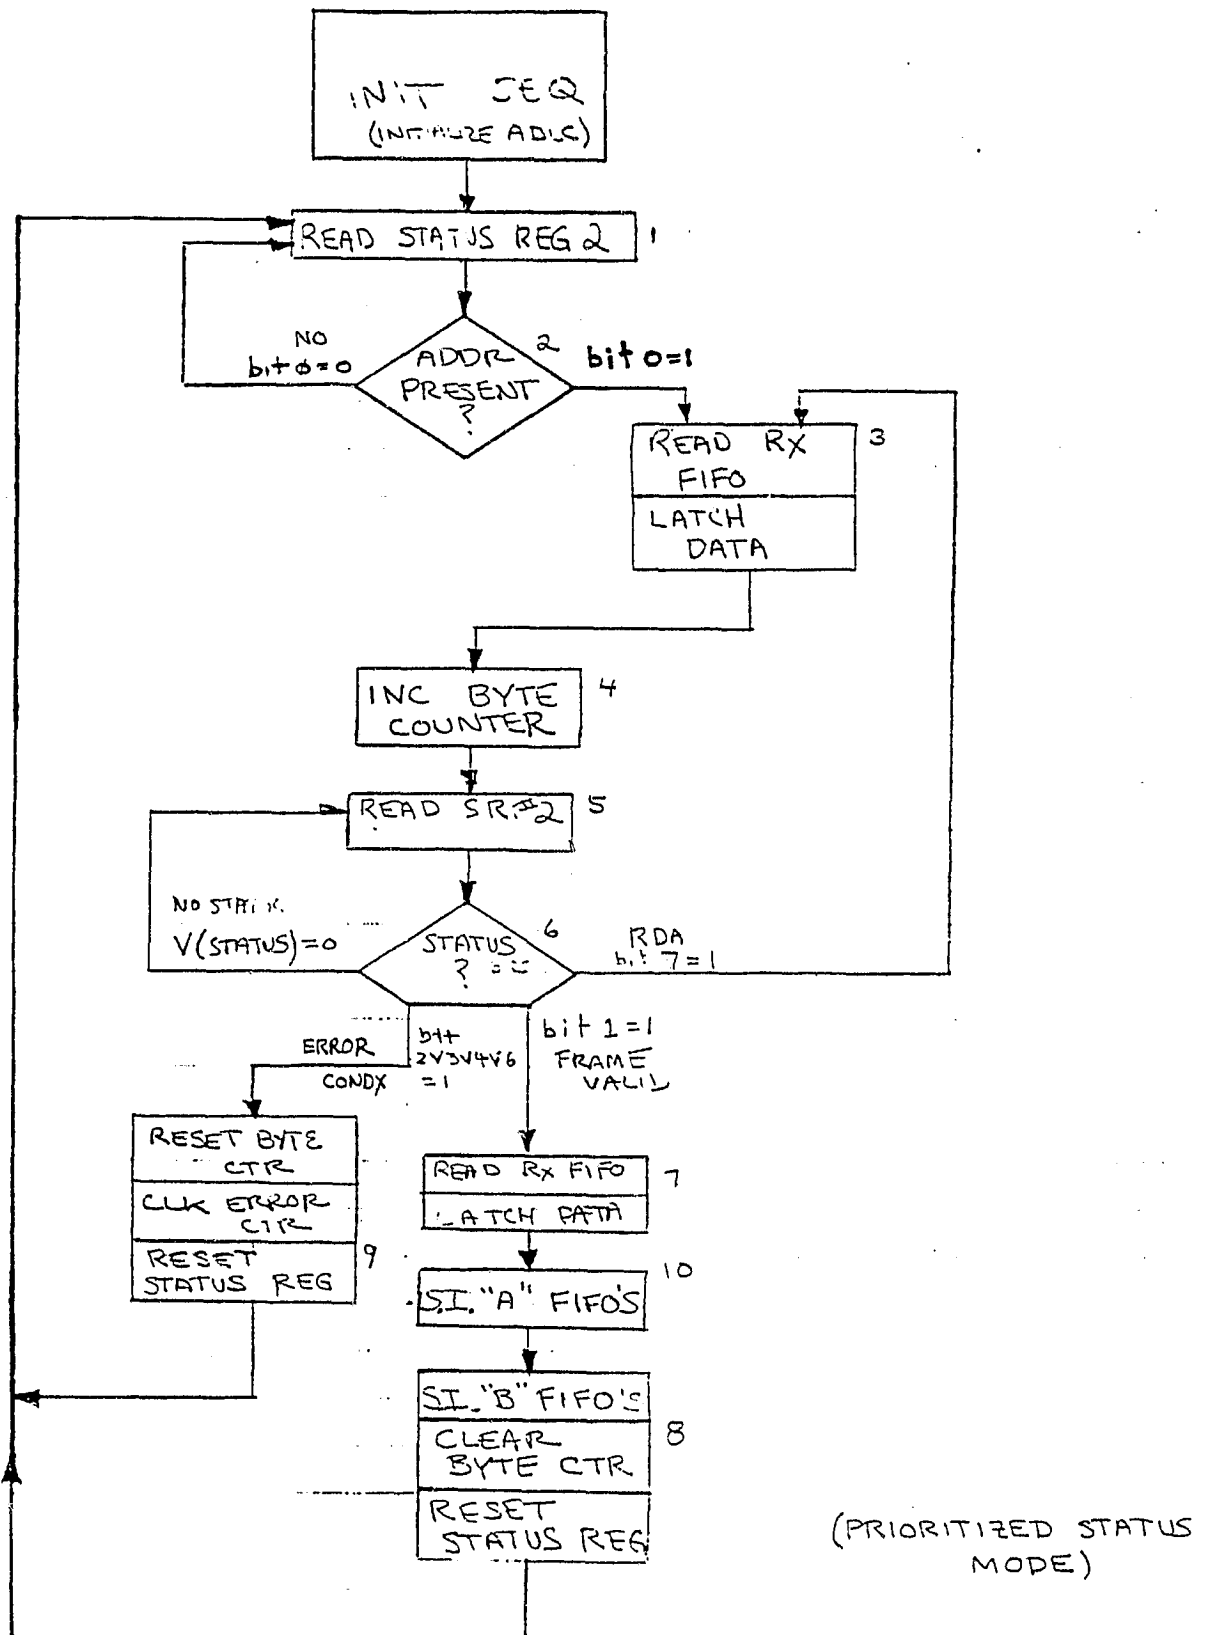 INIT SEQ
(INITIALIZE ADLC)
READ STATUS REG 2
1
NO
bit φ=0
ADDR
PRESENT
?
2
bit 0=1
READ RX
FIFO
3
LATCH
DATA
INC BYTE
COUNTER
4
READ SR.#2
5
NO
V(STATUS)=0
STATUS
?
6
RDA
bit 7=1
ERROR
CONDX
bit
2V3V4V6
=1
bit 1=1
FRAME
VALID
RESET BYTE
CTR
CLK ERROR
CTR
RESET
STATUS REG
9
READ RX FIFO
7
LATCH DATA
S.I. "A" FIFO'S
10
S.I. "B" FIFO'S
CLEAR
BYTE CTR
8
RESET
STATUS REG
(PRIORITIZED STATUS
MODE)